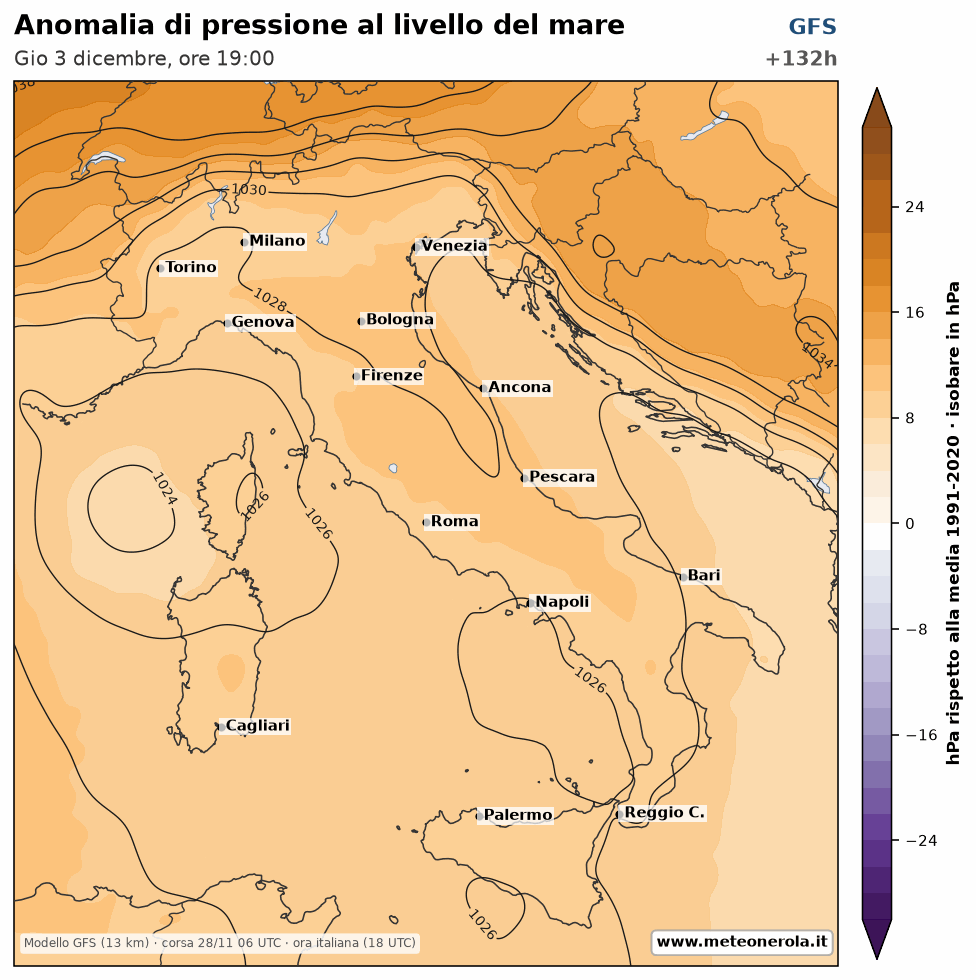 Anomalia di pressione al livello del mare
GFS
Gio 3 dicembre, ore 19:00
+132h
1030
Milano
Venezia
Torino
1028
Genova
Bologna
1034
Firenze
Ancona
1024
Pescara
1026
1026
Roma
Bari
Napoli
1026
Cagliari
Palermo
Reggio C.
1026
Modello GFS (13 km) · corsa 28/11 06 UTC · ora italiana (18 UTC)
www.meteonerola.it
24
16
8
0
−8
−16
−24
hPa rispetto alla media 1991-2020 · isobare in hPa